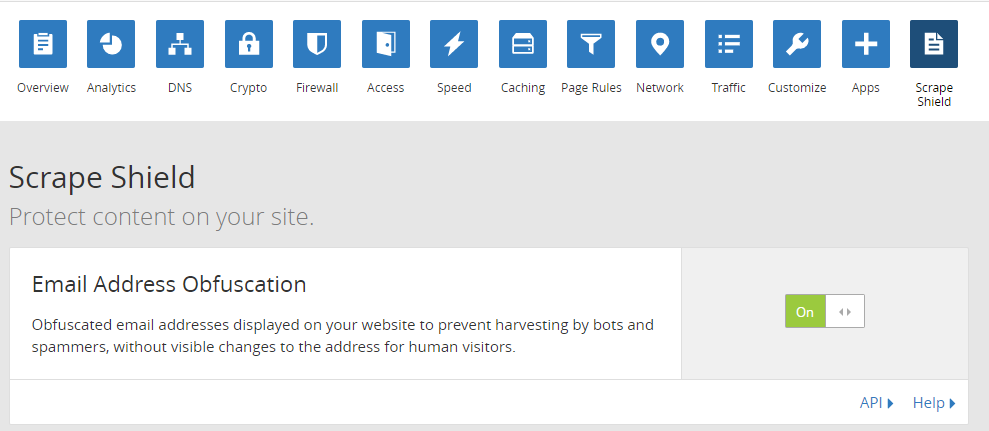 Overview Analytics DNS Crypto Firewall Access Speed Caching Page Rules Network Traffic Customize Apps Scrape
Shield
Scrape Shield
Protect content on your site.
Email Address Obfuscation
On
Obfuscated email addresses displayed on your website to prevent harvesting by bots and
spammers, without visible changes to the address for human visitors.
API Help